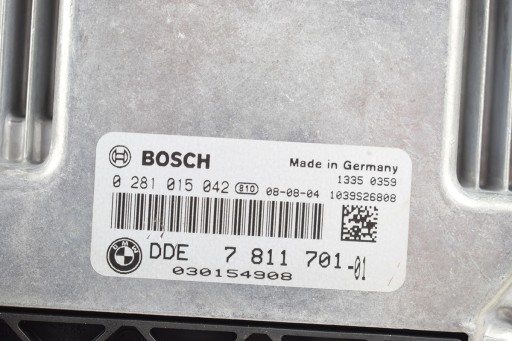 BOSCH Made in Germany
1335 0359
0 281 015 042 810 08-08-04 1039S26808
BMW DDE 7 811 701-01
030154908